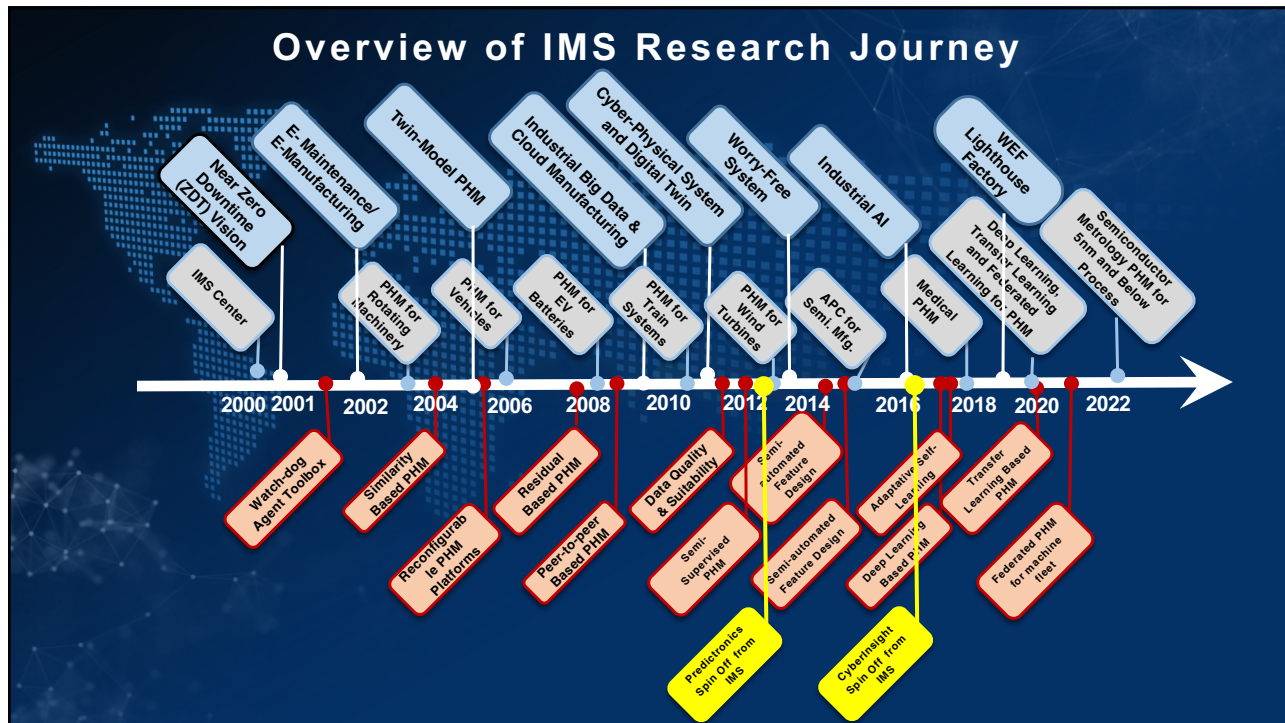 Overview of IMS Research Journey
Near Zero
Downtime
(ZDT) Vision
E- Maintenance/
E-Manufacturing
Twin-Model PHM
Industrial Big Data &
Cloud Manufacturing
Cyber-Physical System
and Digital Twin
Worry-Free
System
Industrial AI
WEF
Lighthouse
Factory
IMS Center
PHM for
Rotating
Machinery
PHM for
Vehicles
PHM for
EV
Batteries
PHM for
Train
Systems
PHM for
Wind
Turbines
APC for
Semi. Mfg.
Medical
PHM
Deep Learning,
Transfer Learning
and Federated
Learning for PHM
Semiconductor
Metrology PHM for
5nm and Below
Process
2000
2001
2002
2004
2006
2008
2010
2012
2014
2016
2018
2020
2022
Watch-dog
Agent Toolbox
Similarity
Based PHM
Reconfigurab
le PHM
Platforms
Residual
Based PHM
Peer-to-peer
Based PHM
Data Quality
& Suitability
Semi-
Supervised
PHM
Semi-
automated
Feature
Design
Semi-automated
Feature Design
Adaptative Self-
Learning
Deep Learning
Based PHM
Transfer
Learning Based
PHM
Federated PHM
for machine
fleet
Predictronics
Spin Off from
IMS
CyberInsight
Spin Off from
IMS